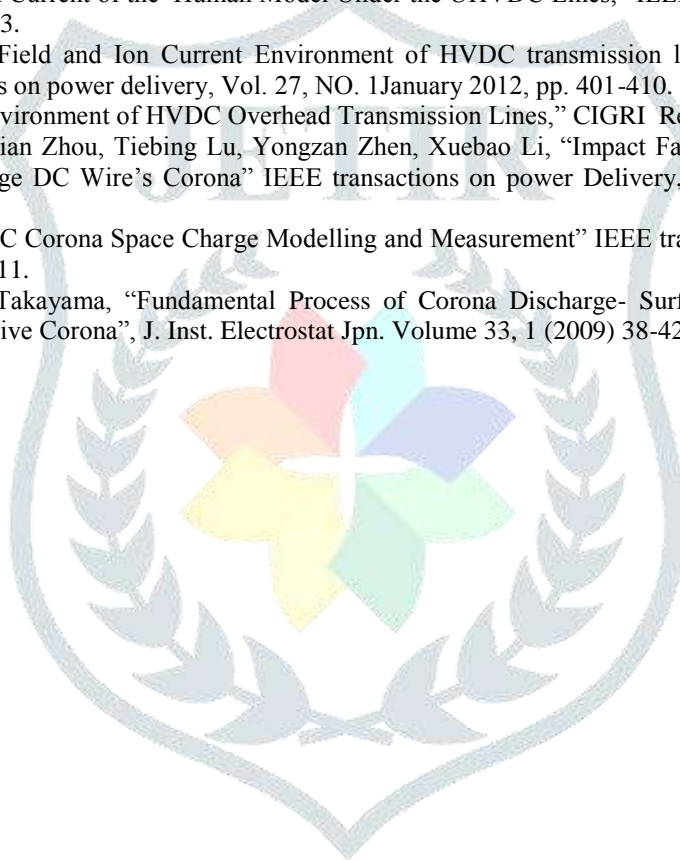 Current of the Human Model Under the UHVDC Lines," IEEE
3.
Field and Ion Current Environment of HVDC transmission l
s on power delivery, Vol. 27, NO. 1January 2012, pp. 401-410.
vironment of HVDC Overhead Transmission Lines,” CIGRI Re
ian Zhou, Tiebing Lu, Yongzan Zhen, Xuebao Li, “Impact Fa
ge DC Wire’s Corona” IEEE transactions on power Delivery,
C Corona Space Charge Modelling and Measurement” IEEE tra
11.
Takayama, “Fundamental Process of Corona Discharge- Surf
ive Corona”, J. Inst. Electrostat Jpn. Volume 33, 1 (2009) 38-42
JETIR